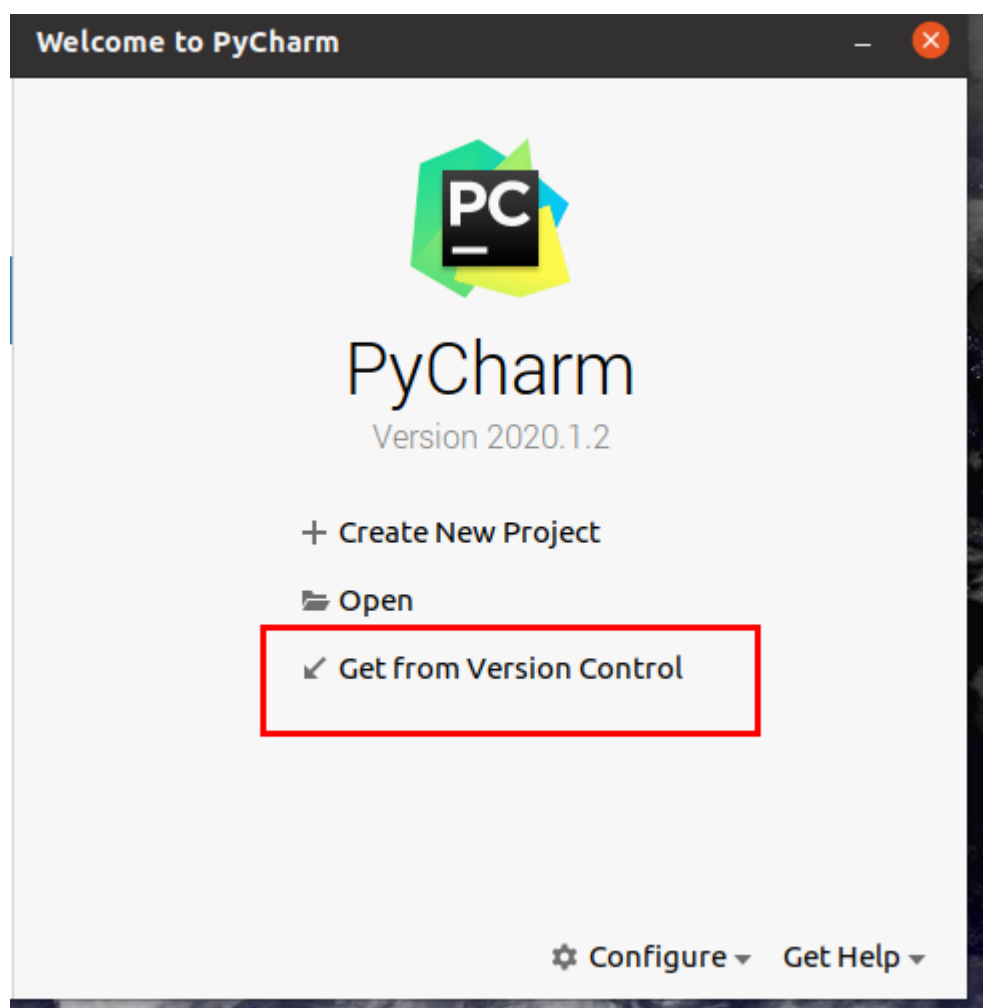 Welcome to PyCharm
PC
PyCharm
Version 2020.1.2
Create New Project
Open
Get from Version Control
Configure Get Help